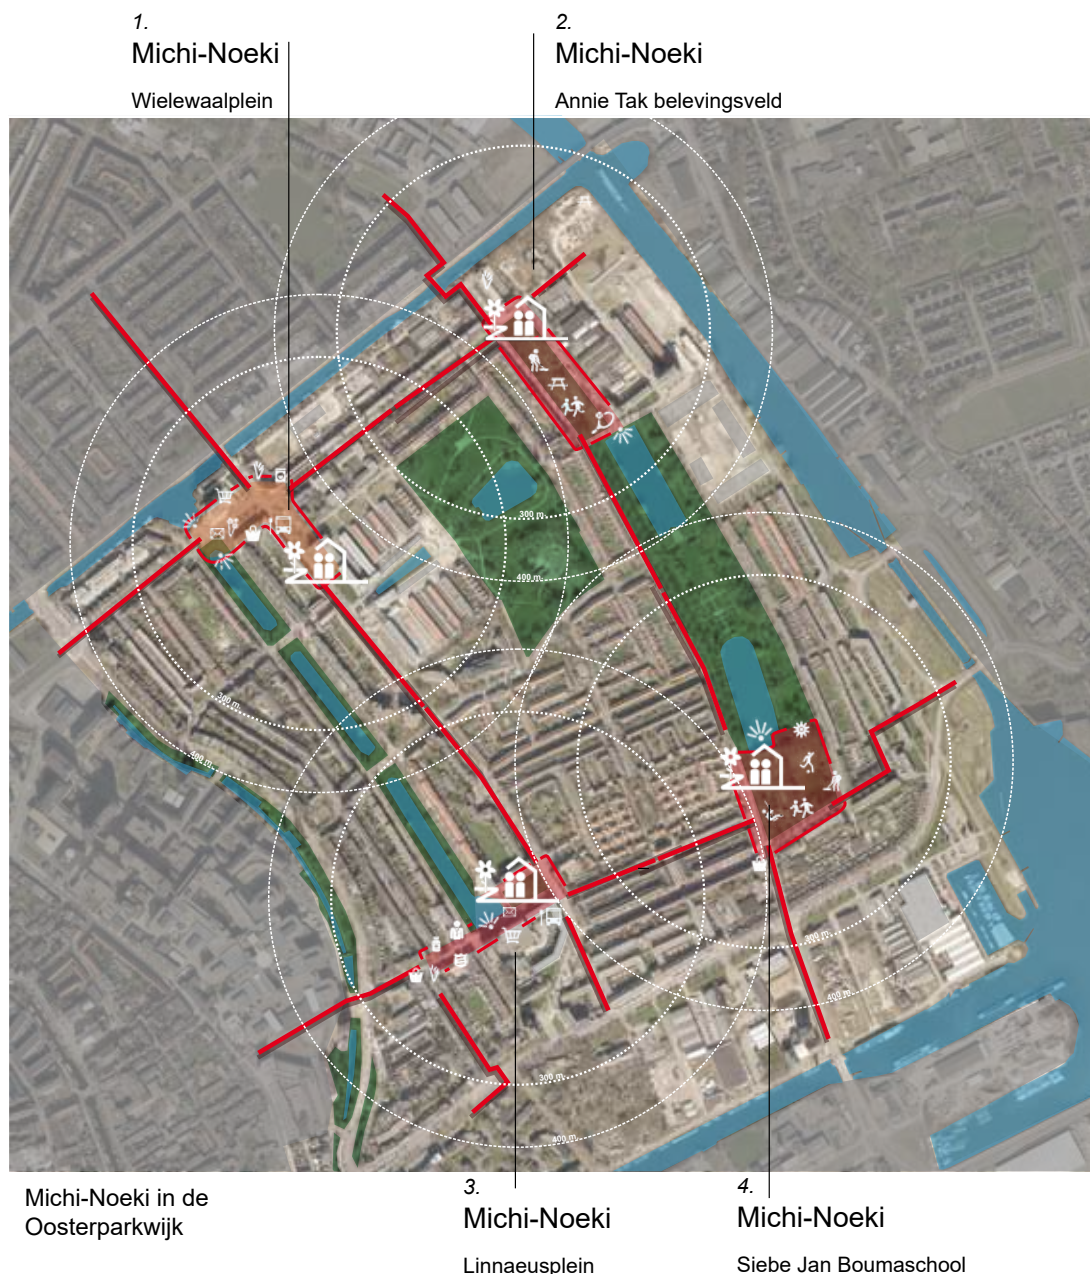 1.
Michi-Noeki
Wielewaalplein
2.
Michi-Noeki
Annie Tak belevingsveld
300 m.
400 m.
300 m.
400 m.
300 m.
400 m.
300 m.
400 m.
Michi-Noeki in de
Oosterparkwijk
3.
Michi-Noeki
Linnaeusplein
4.
Michi-Noeki
Siebe Jan Boumaschool